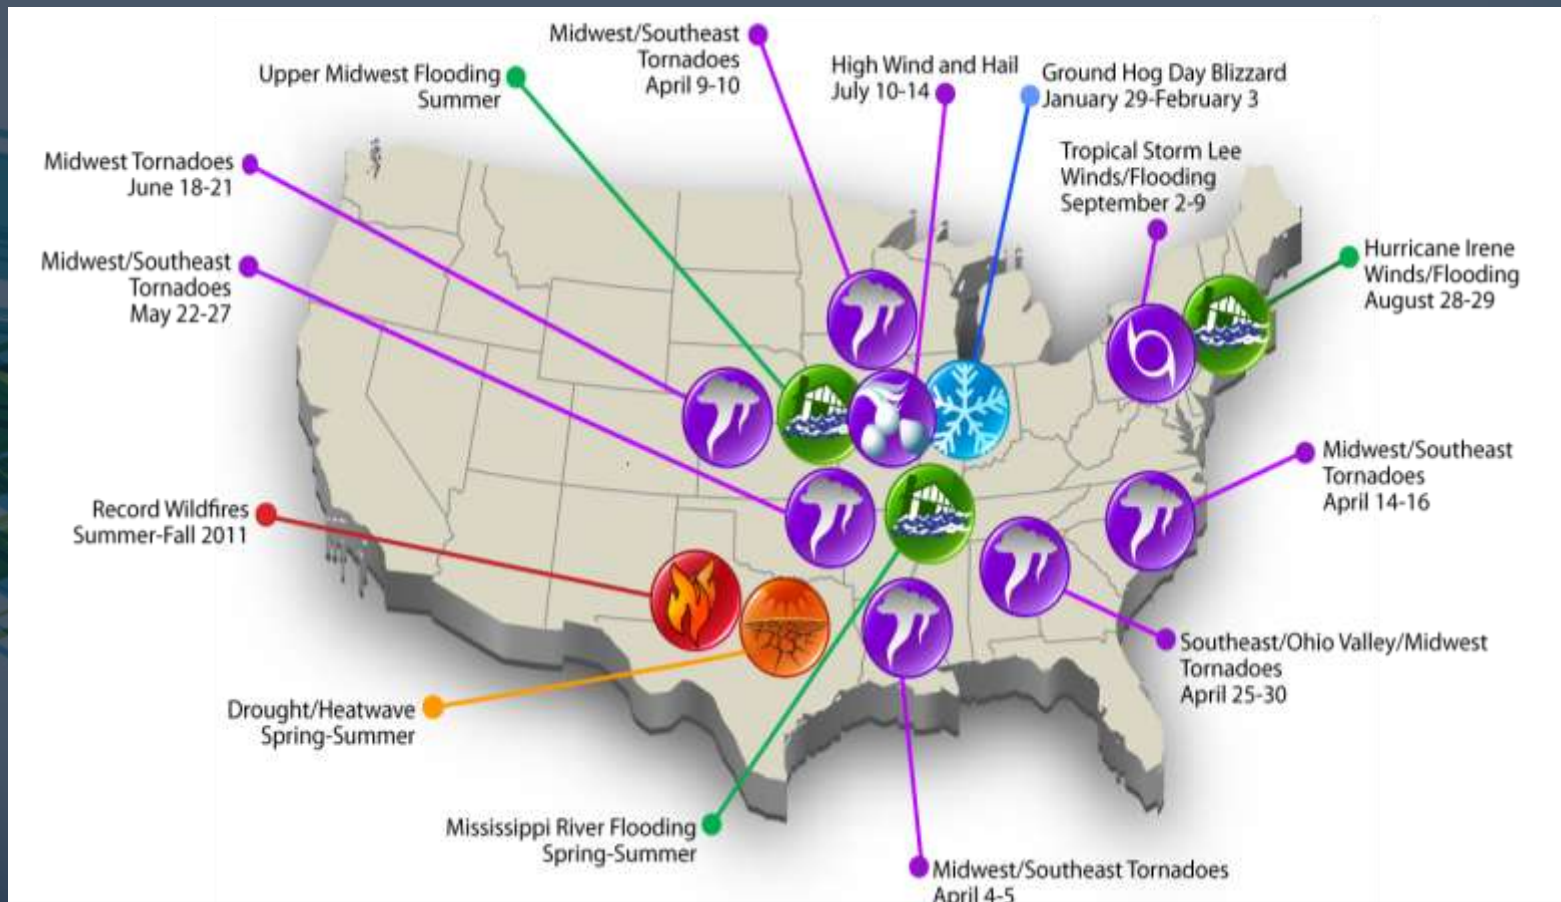 Midwest/Southeast
Tornadoes
April 9-10
High Wind and Hail
July 10-14
Ground Hog Day Blizzard
January 29-February 3
Upper Midwest Flooding
Summer
Tropical Storm Lee
Winds/Flooding
September 2-9
Midwest Tornadoes
June 18-21
Hurricane Irene
Winds/Flooding
August 28-29
Midwest/Southeast
Tornadoes
May 22-27
Midwest/Southeast
Tornadoes
April 14-16
Record Wildfires
Summer-Fall 2011
Southeast/Ohio Valley/Midwest
Tornadoes
April 25-30
Drought/Heatwave
Spring-Summer
Mississippi River Flooding
Spring-Summer
Midwest/Southeast Tornadoes
April 4-5